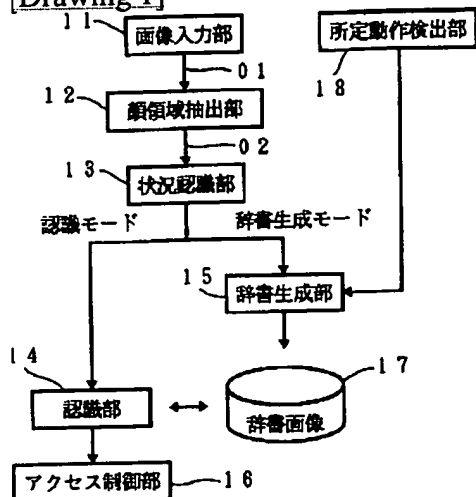 [Drawing 1]
11
画像入力部
所定動作検出部
01
18
12
顔領域抽出部
02
13
状況認識部
認識モード
辞書生成モード
15
辞書生成部
14
17
認識部
辞書画像
アクセス制御部
16